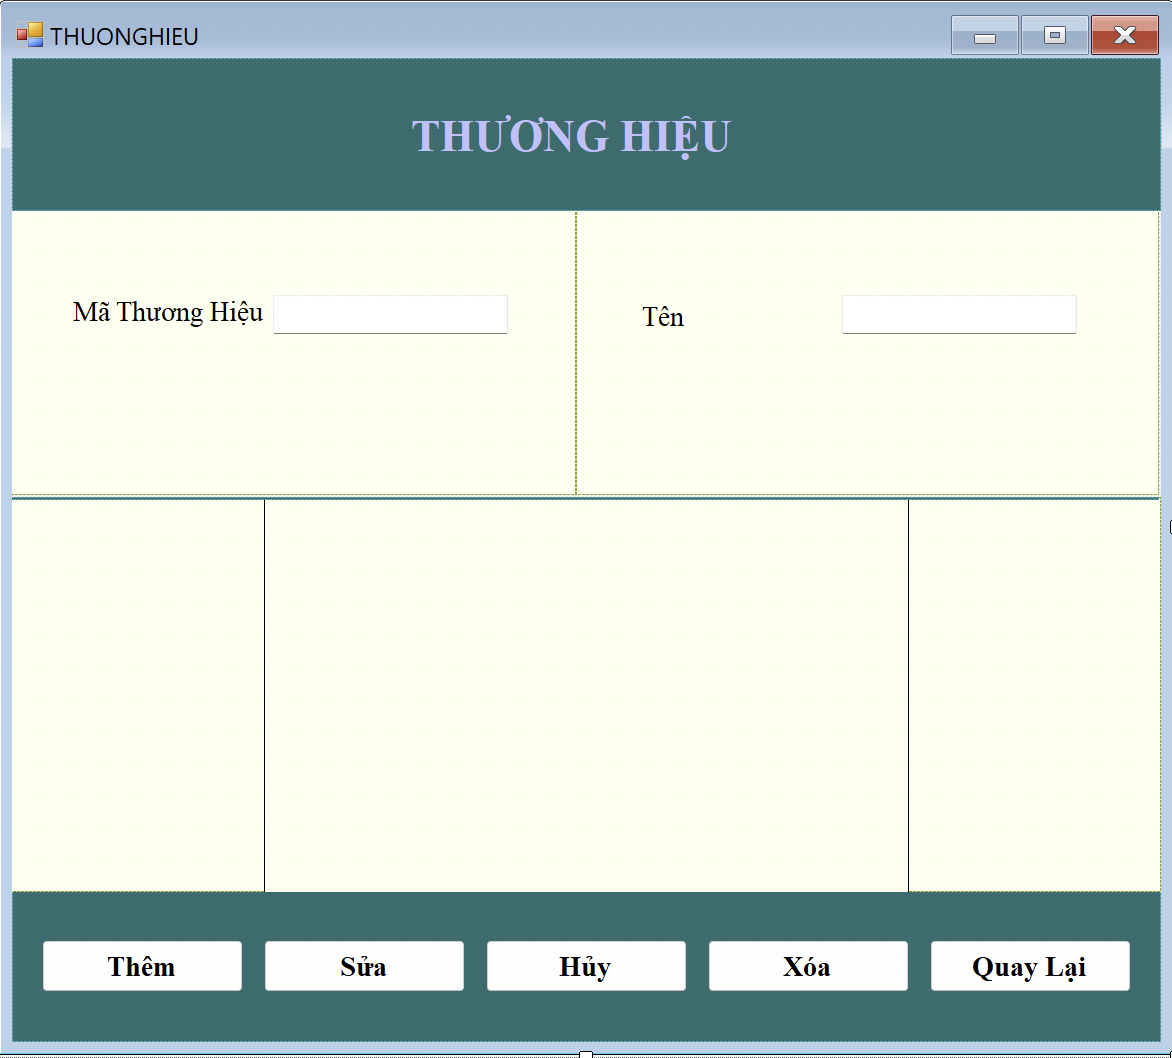 THUONGHIEU
THƯƠNG HIỆU
Mã Thương Hiệu
Tên
Thêm
Sửa
Hủy
Xóa
Quay Lại